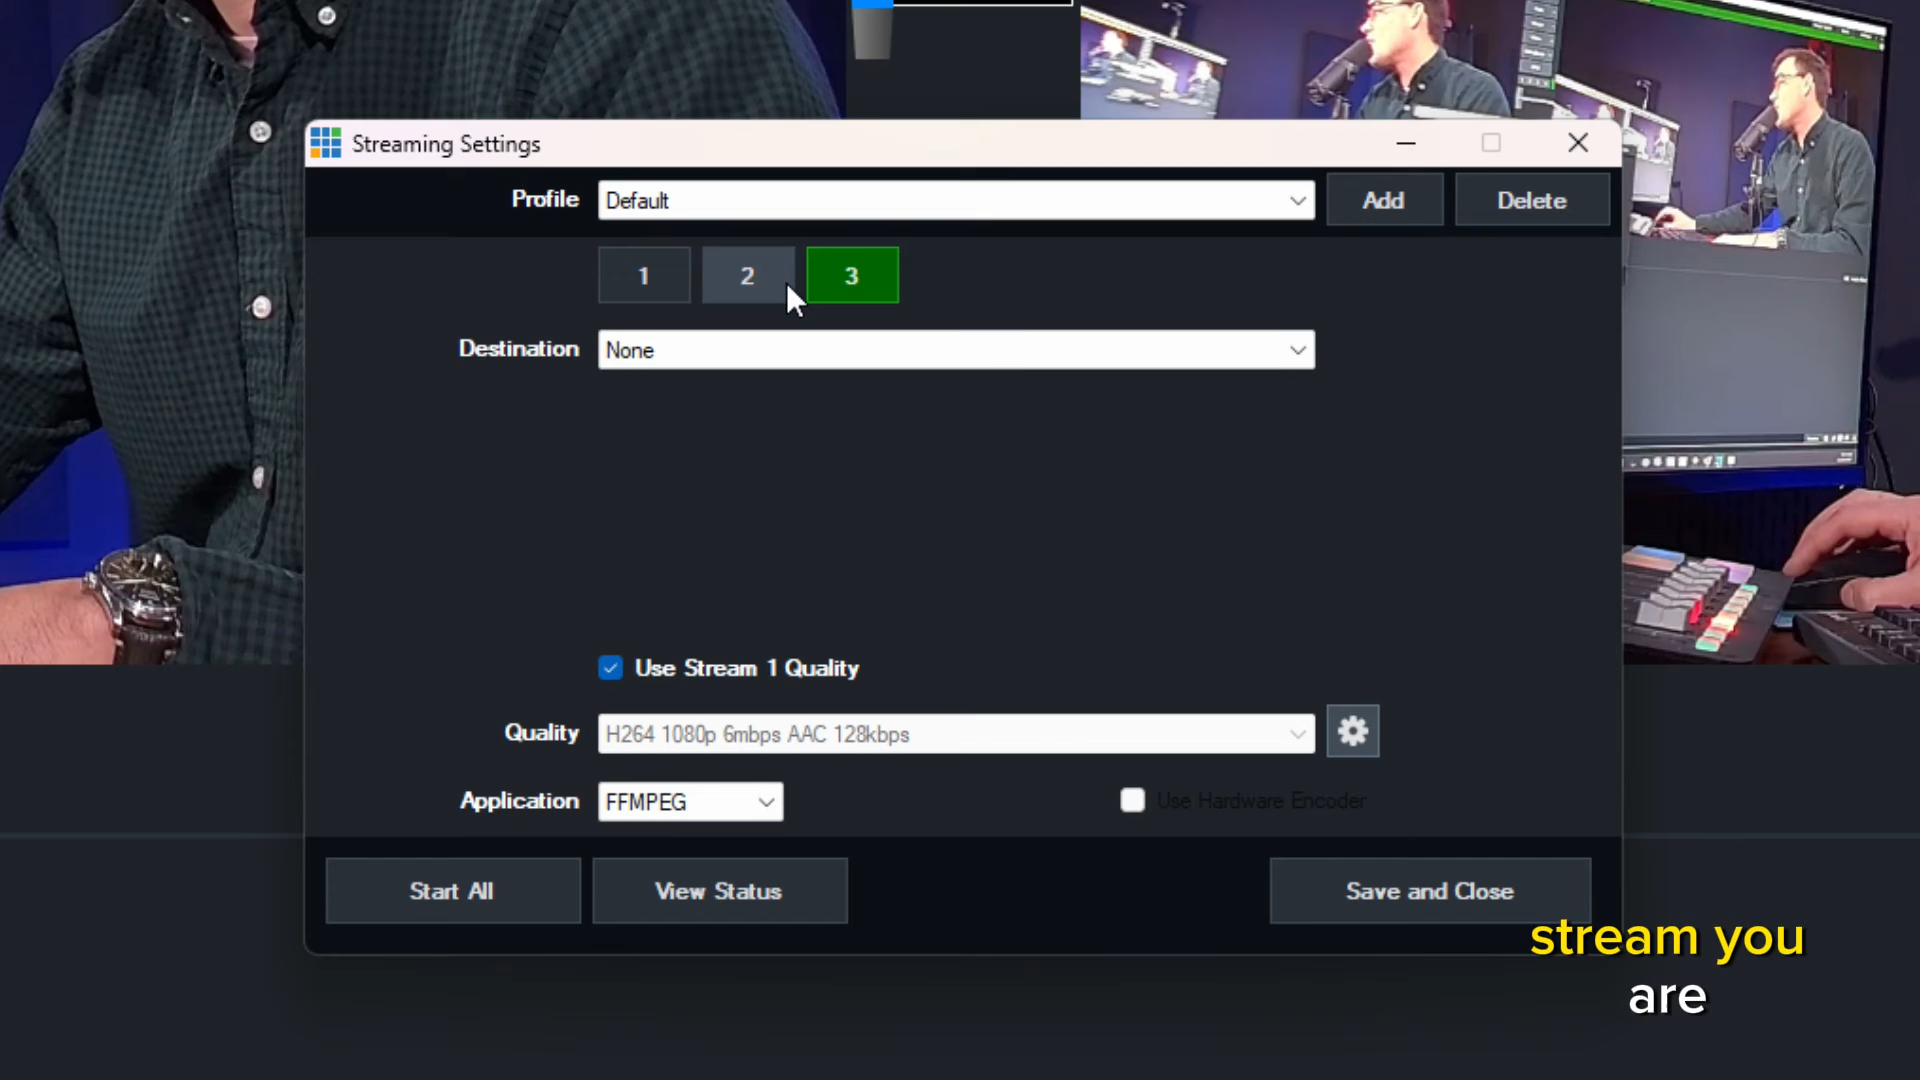 Streaming Settings
Profile Default Add Delete
1 2 3
Destination None
Use Stream 1 Quality
Quality H264 1080p 6mbps AAC 128kbps
Application FFMPEG Use Hardware Encoder
Start All View Status Save and Close
stream you
are